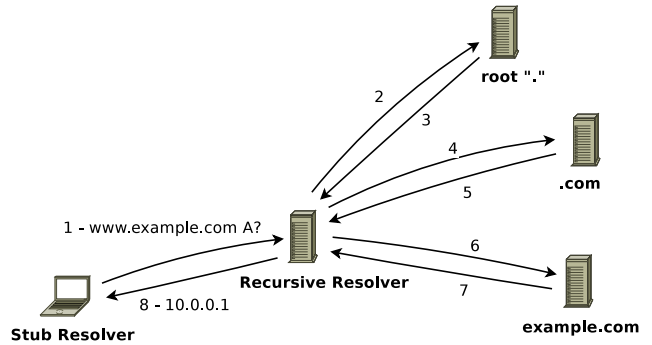 root "."
2
3
4
.com
5
1 - www.example.com A?
6
Recursive Resolver
7
8 - 10.0.0.1
example.com
Stub Resolver